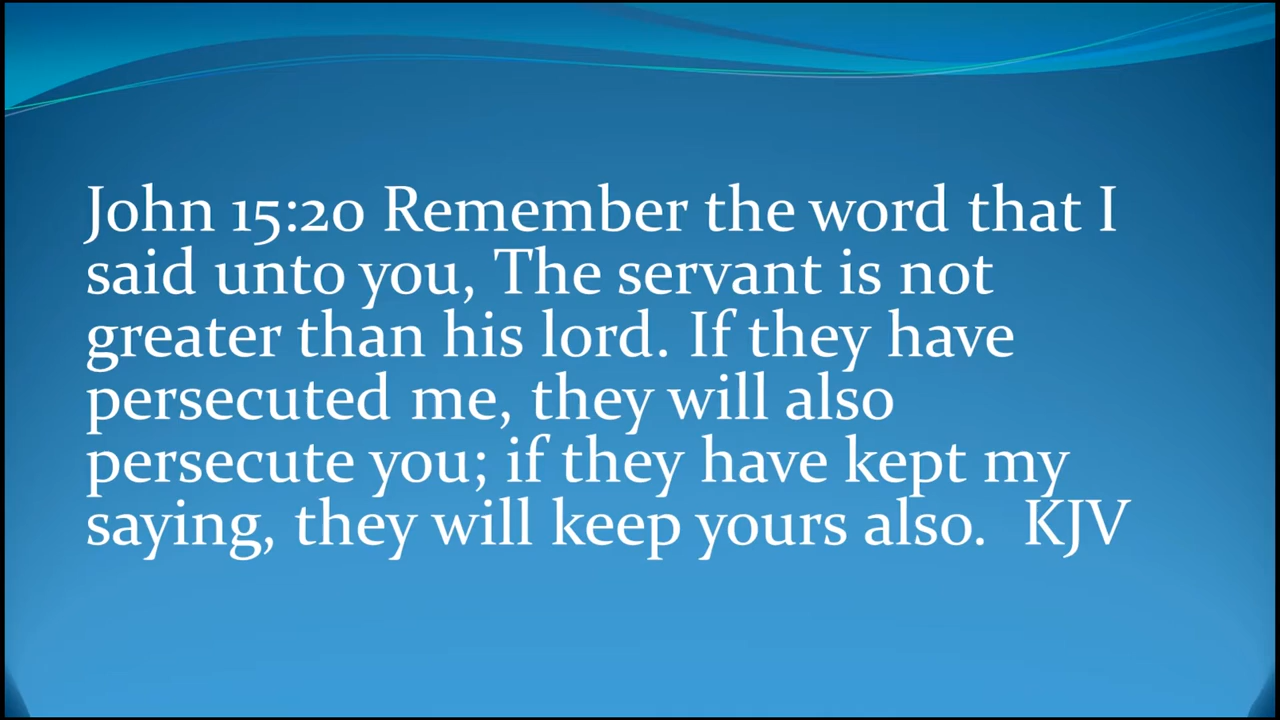 John 15:20 Remember the word that I
said unto you, The servant is not
greater than his lord. If they have
persecuted me, they will also
persecute you; if they have kept my
saying, they will keep yours also.  KJV